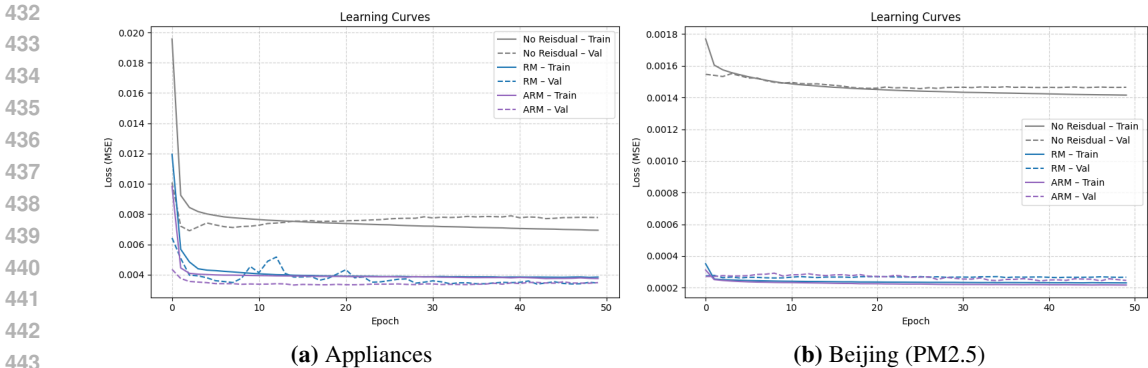 432
433
434
435
436
437
438
439
440
441
442
443
Learning Curves
0.020
0.018
0.016
0.014
0.012
0.010
0.008
0.006
0.004
Loss (MSE)
No Reisdual – Train
No Reisdual – Val
RM – Train
RM – Val
ARM – Train
ARM – Val
0 10 20 30 40 50
Epoch
(a) Appliances
Learning Curves
0.0018
0.0016
0.0014
0.0012
0.0010
0.0008
0.0006
0.0004
0.0002
Loss (MSE)
No Reisdual – Train
No Reisdual – Val
RM – Train
RM – Val
ARM – Train
ARM – Val
0 10 20 30 40 50
Epoch
(b) Beijing (PM2.5)